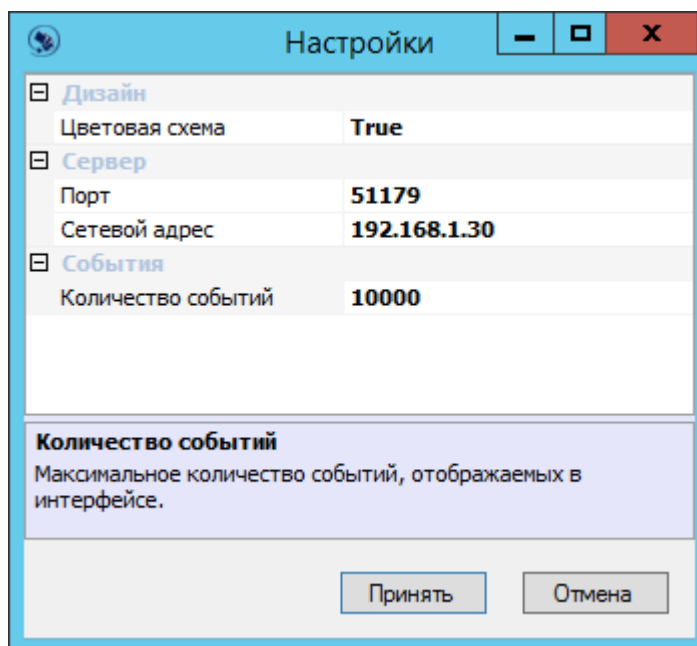 Настройки
Дизайн
Цветовая схема True
Сервер
Порт 51179
Сетевой адрес 192.168.1.30
События
Количество событий 10000
Количество событий
Максимальное количество событий, отображаемых в
интерфейсе.
Принять Отмена